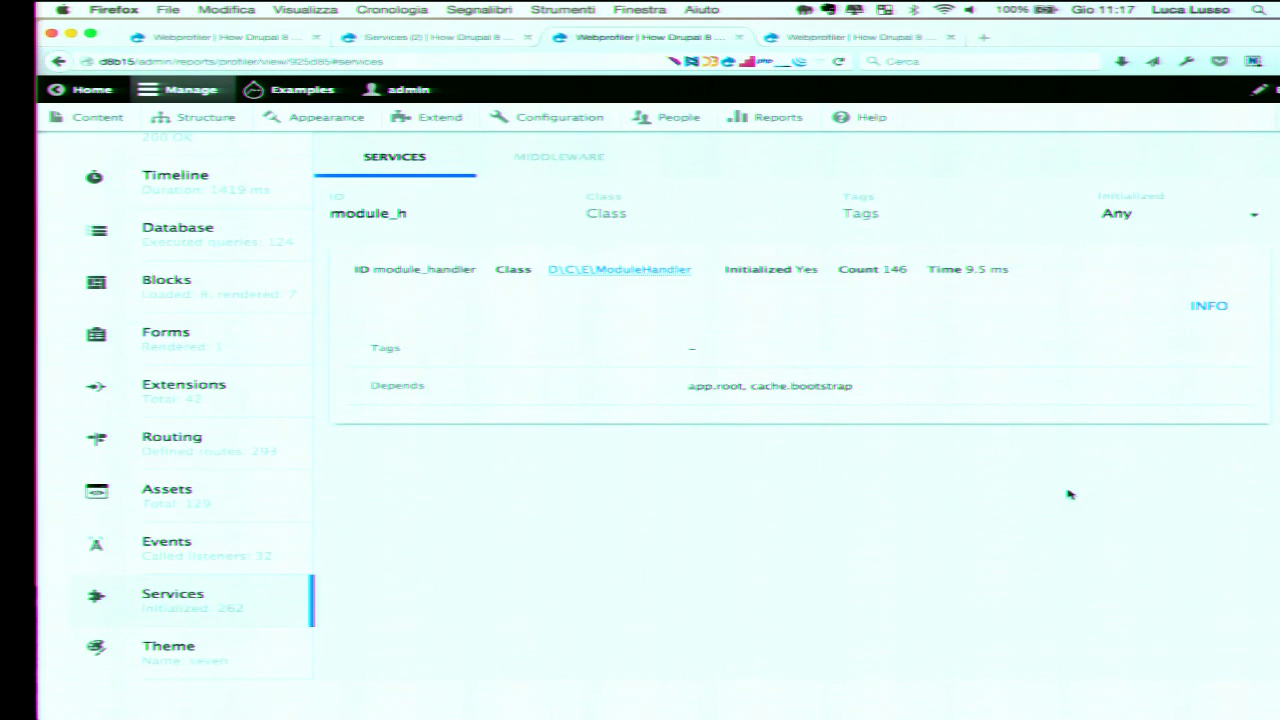 Firefox File Modifica Visualizza Cronologia Segnalibri Strumenti Finestra Aiuto 100% Gio 11:17 Luca Lusso
Webprofiler | How Drupal 8 ... Services (2) | How Drupal 8 ... Webprofiler | How Drupal 8 ... Webprofiler | How Drupal 8 ...
d8b15/admin/reports/profiler/view/925d85#services php Cerca
Home Manage Examples admin
Content Structure Appearance Extend Configuration People Reports Help
200 OK
SERVICES MIDDLEWARE
Timeline
Duration: 1419 ms
ID Class Tags Initialized
module_h Class Tags Any
Database
Executed queries: 124
ID module_handler Class D\C\E\ModuleHandler Initialized Yes Count 146 Time 9.5 ms
Blocks
Loaded: 8, rendered: 7
INFO
Forms
Rendered: 1
Tags –
Extensions
Total: 42
Depends app.root, cache.bootstrap
Routing
Defined routes: 293
Assets
Total: 129
Events
Called listeners: 32
Services
Initialized: 262
Theme
Name: seven